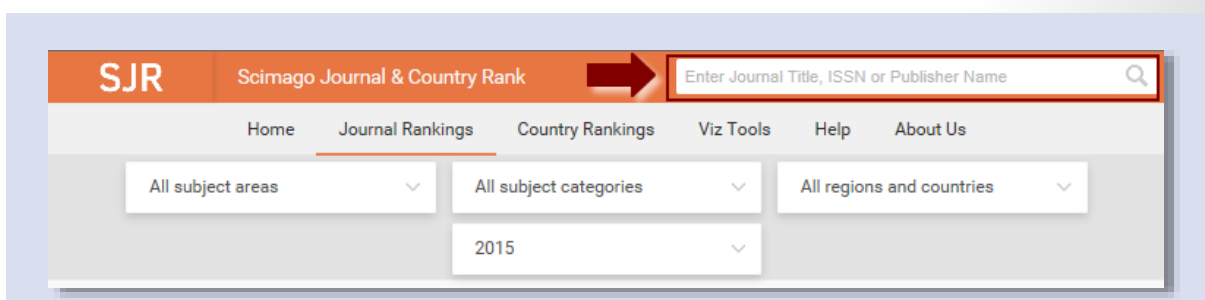 SJR Scimago Journal & Country Rank Enter Journal Title, ISSN or Publisher Name
Home Journal Rankings Country Rankings Viz Tools Help About Us
All subject areas All subject categories All regions and countries
2015